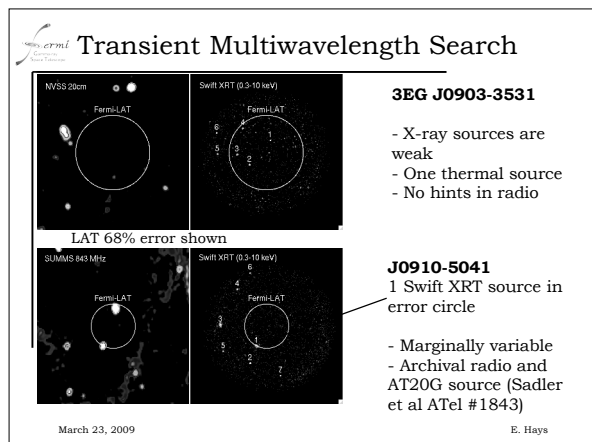 Transient Multiwavelength Search
NVSS 20cm
Fermi-LAT
Swift XRT (0.3-10 keV)
Fermi-LAT
4
6
1
5
3
2
3EG J0903-3531
- X-ray sources are
weak
- One thermal source
- No hints in radio
LAT 68% error shown
SUMMS 843 MHz
Fermi-LAT
Swift XRT (0.3-10 keV)
6
4
Fermi-LAT
3
1
5
2
7
J0910-5041
1 Swift XRT source in
error circle
- Marginally variable
- Archival radio and
AT20G source (Sadler
et al ATel #1843)
March 23, 2009
E. Hays